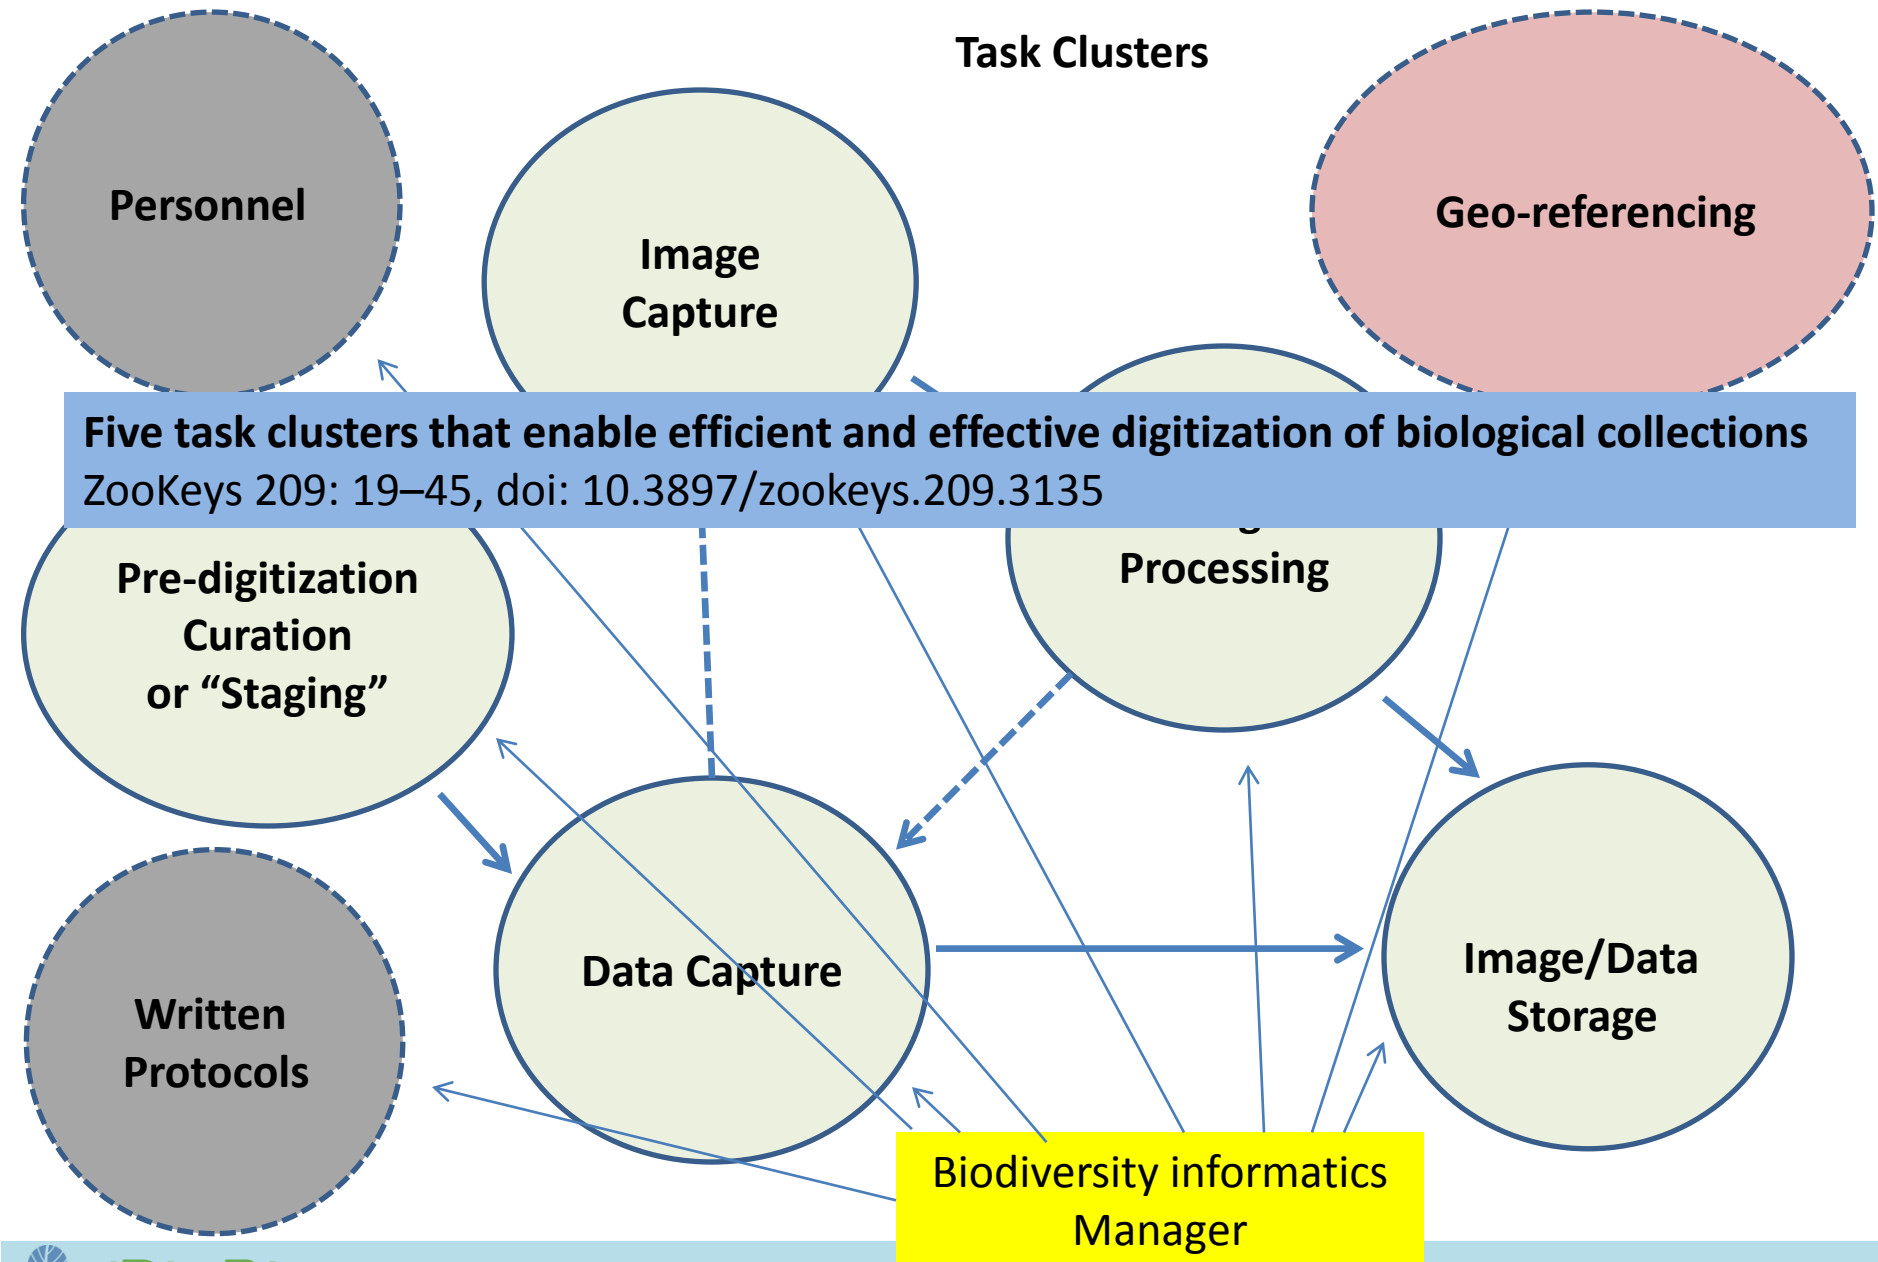 Task Clusters
Personnel
Geo-referencing
Image
Capture
Five task clusters that enable efficient and effective digitization of biological collections
ZooKeys 209: 19–45, doi: 10.3897/zookeys.209.3135
Processing
Pre-digitization
Curation
or “Staging”
Data Capture
Image/Data
Storage
Written
Protocols
Biodiversity informatics
Manager